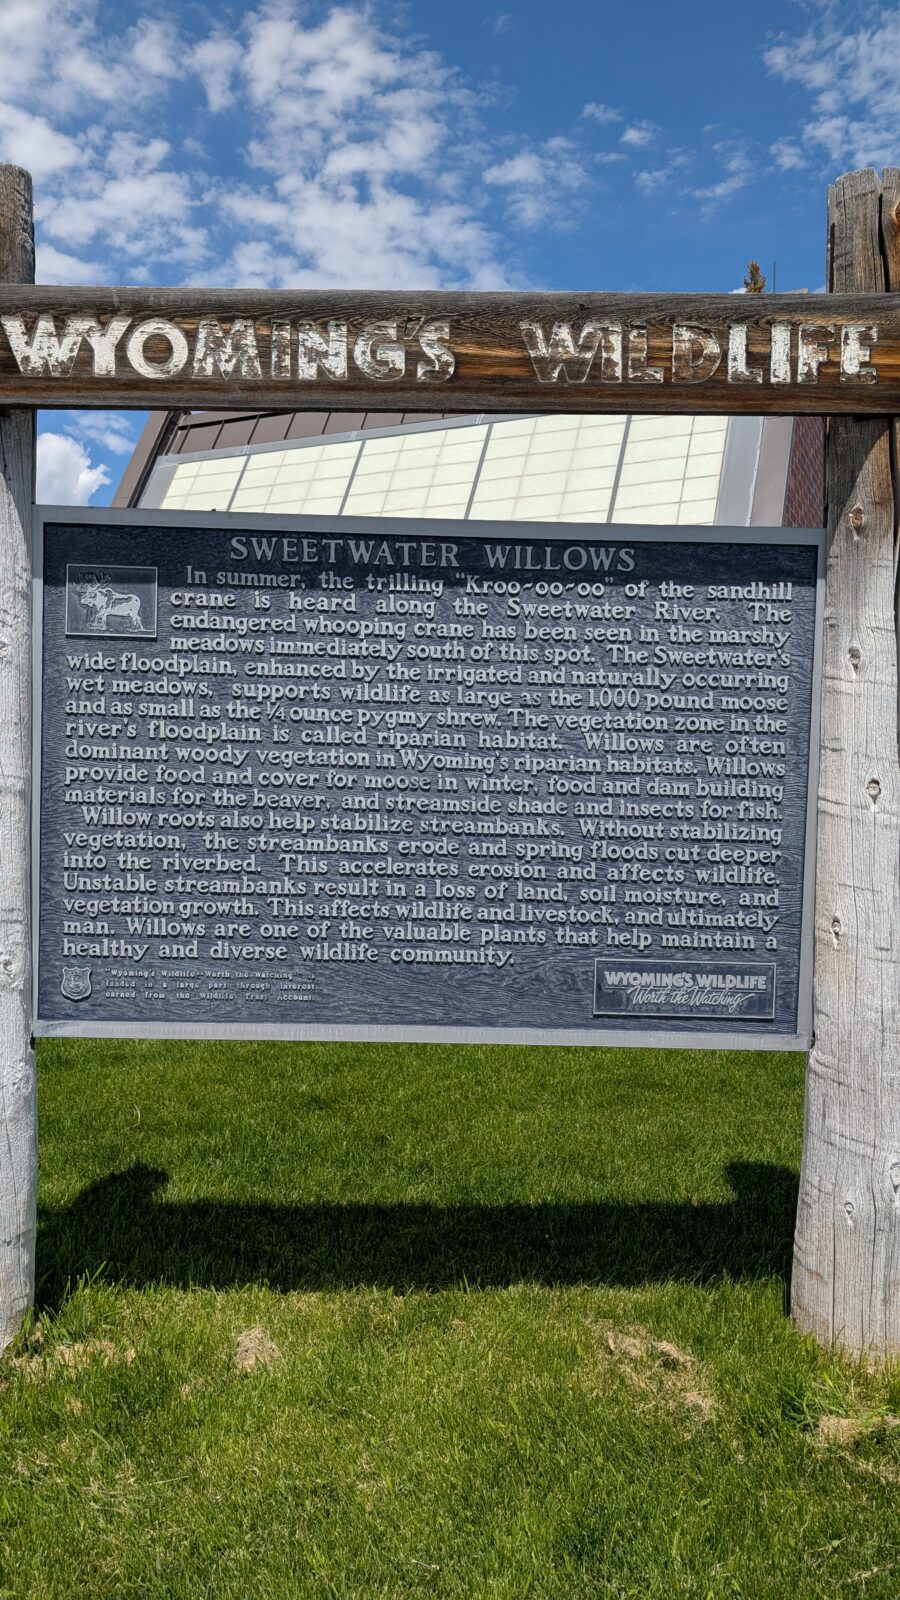 WYOMING'S WILDLIFE
SWEETWATER WILLOWS
In summer, the trilling "Kroo-oo-oo" of the sandhill
crane is heard along the Sweetwater River. The
endangered whooping crane has been seen in the marshy
meadows immediately south of this spot. The Sweetwater's
wide floodplain, enhanced by the irrigated and naturally occurring
wet meadows, supports wildlife as large as the 1,000 pound moose
and as small as the ¼ ounce pygmy shrew. The vegetation zone in the
river's floodplain is called riparian habitat. Willows are often
dominant woody vegetation in Wyoming's riparian habitats. Willows
provide food and cover for moose in winter, food and dam building
materials for the beaver, and streamside shade and insects for fish.
Willow roots also help stabilize streambanks. Without stabilizing
vegetation, the streambanks erode and spring floods cut deeper
into the riverbed. This accelerates erosion and affects wildlife.
Unstable streambanks result in a loss of land, soil moisture, and
vegetation growth. This affects wildlife and livestock, and ultimately
man. Willows are one of the valuable plants that help maintain a
healthy and diverse wildlife community.
"Wyoming's Wildlife-Worth the Watching" is
funded in a large part through interest
earned from the Wildlife Trust Account.
WYOMING'S WILDLIFE
Worth the Watching